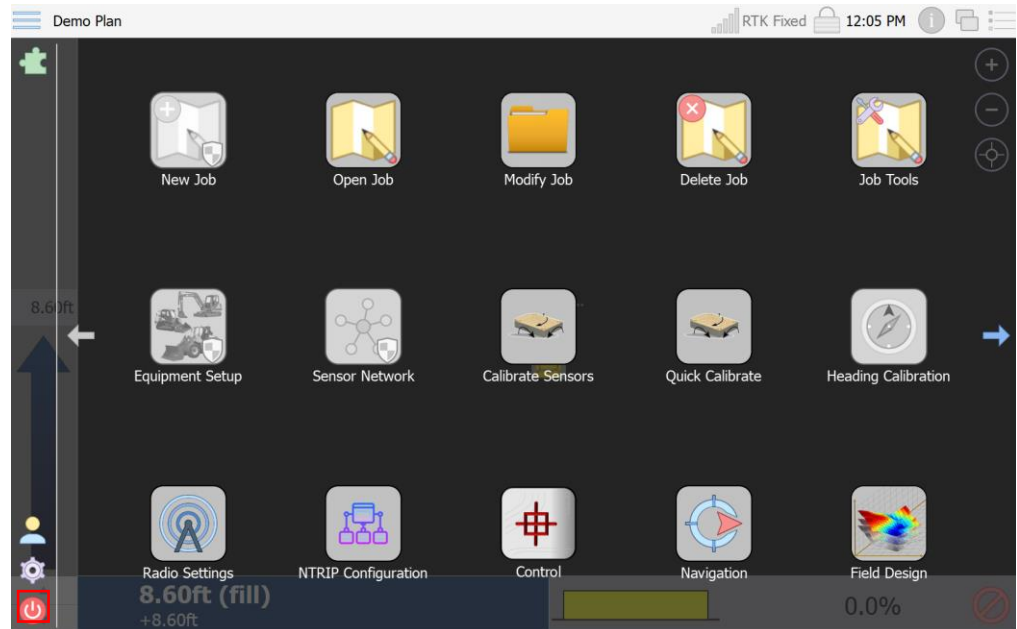 Demo Plan
RTK Fixed
12:05 PM
New Job
Open Job
Modify Job
Delete Job
Job Tools
8.60ft
Equipment Setup
Sensor Network
Calibrate Sensors
Quick Calibrate
Heading Calibration
Radio Settings
NTRIP Configuration
Control
Navigation
Field Design
8.60ft (fill)
+8.60ft
0.0%